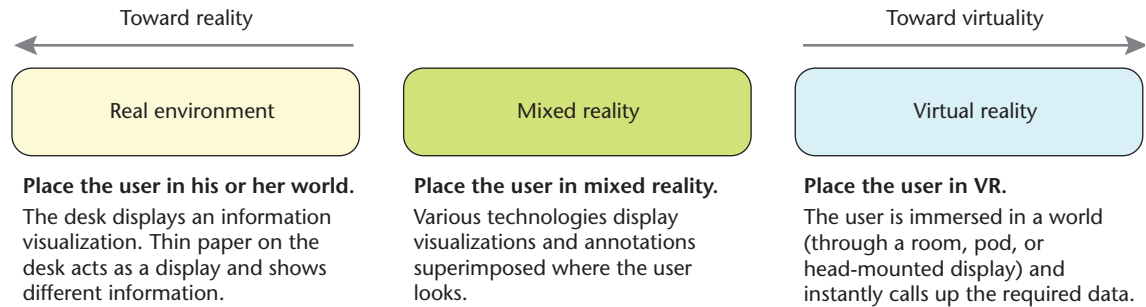 Toward reality
Toward virtuality
Real environment
Mixed reality
Virtual reality
Place the user in his or her world.
The desk displays an information
visualization. Thin paper on the
desk acts as a display and shows
different information.
Place the user in mixed reality.
Various technologies display
visualizations and annotations
superimposed where the user
looks.
Place the user in VR.
The user is immersed in a world
(through a room, pod, or
head-mounted display) and
instantly calls up the required data.